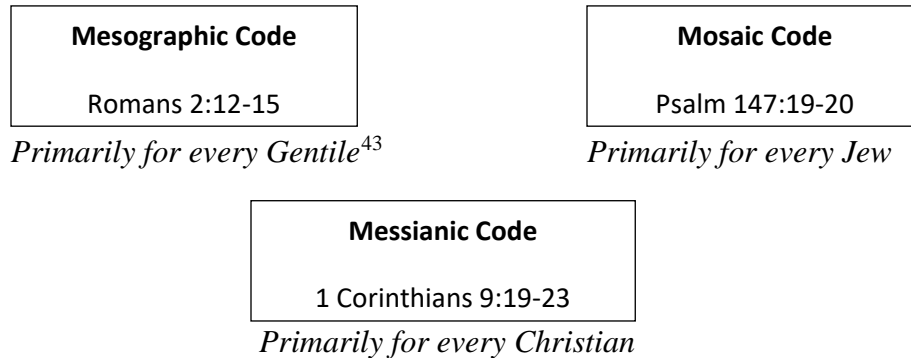 Mesographic Code
Romans 2:12-15
Primarily for every Gentile43
Mosaic Code
Psalm 147:19-20
Primarily for every Jew
Messianic Code
1 Corinthians 9:19-23
Primarily for every Christian